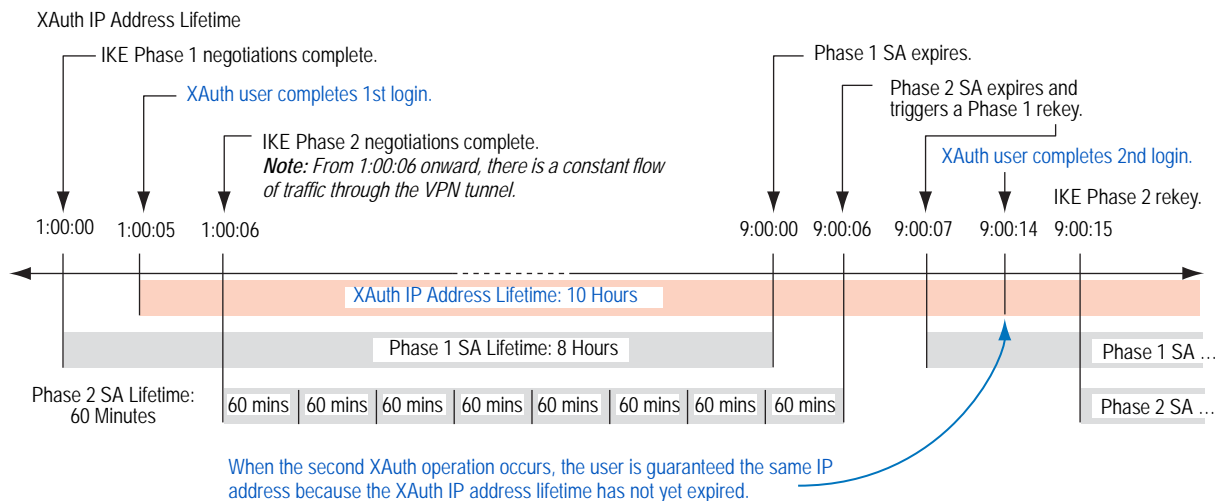 XAuth IP Address Lifetime
IKE Phase 1 negotiations complete.
Phase 1 SA expires.
XAuth user completes 1st login.
Phase 2 SA expires and
triggers a Phase 1 rekey.
IKE Phase 2 negotiations complete.
Note: From 1:00:06 onward, there is a constant flow
of traffic through the VPN tunnel.
XAuth user completes 2nd login.
IKE Phase 2 rekey.
1:00:00 1:00:05 1:00:06 9:00:00 9:00:06 9:00:07 9:00:14 9:00:15
XAuth IP Address Lifetime: 10 Hours
Phase 1 SA Lifetime: 8 Hours
Phase 1 SA ...
Phase 2 SA Lifetime:
60 Minutes
60 mins 60 mins 60 mins 60 mins 60 mins 60 mins 60 mins 60 mins
Phase 2 SA ...
When the second XAuth operation occurs, the user is guaranteed the same IP
address because the XAuth IP address lifetime has not yet expired.